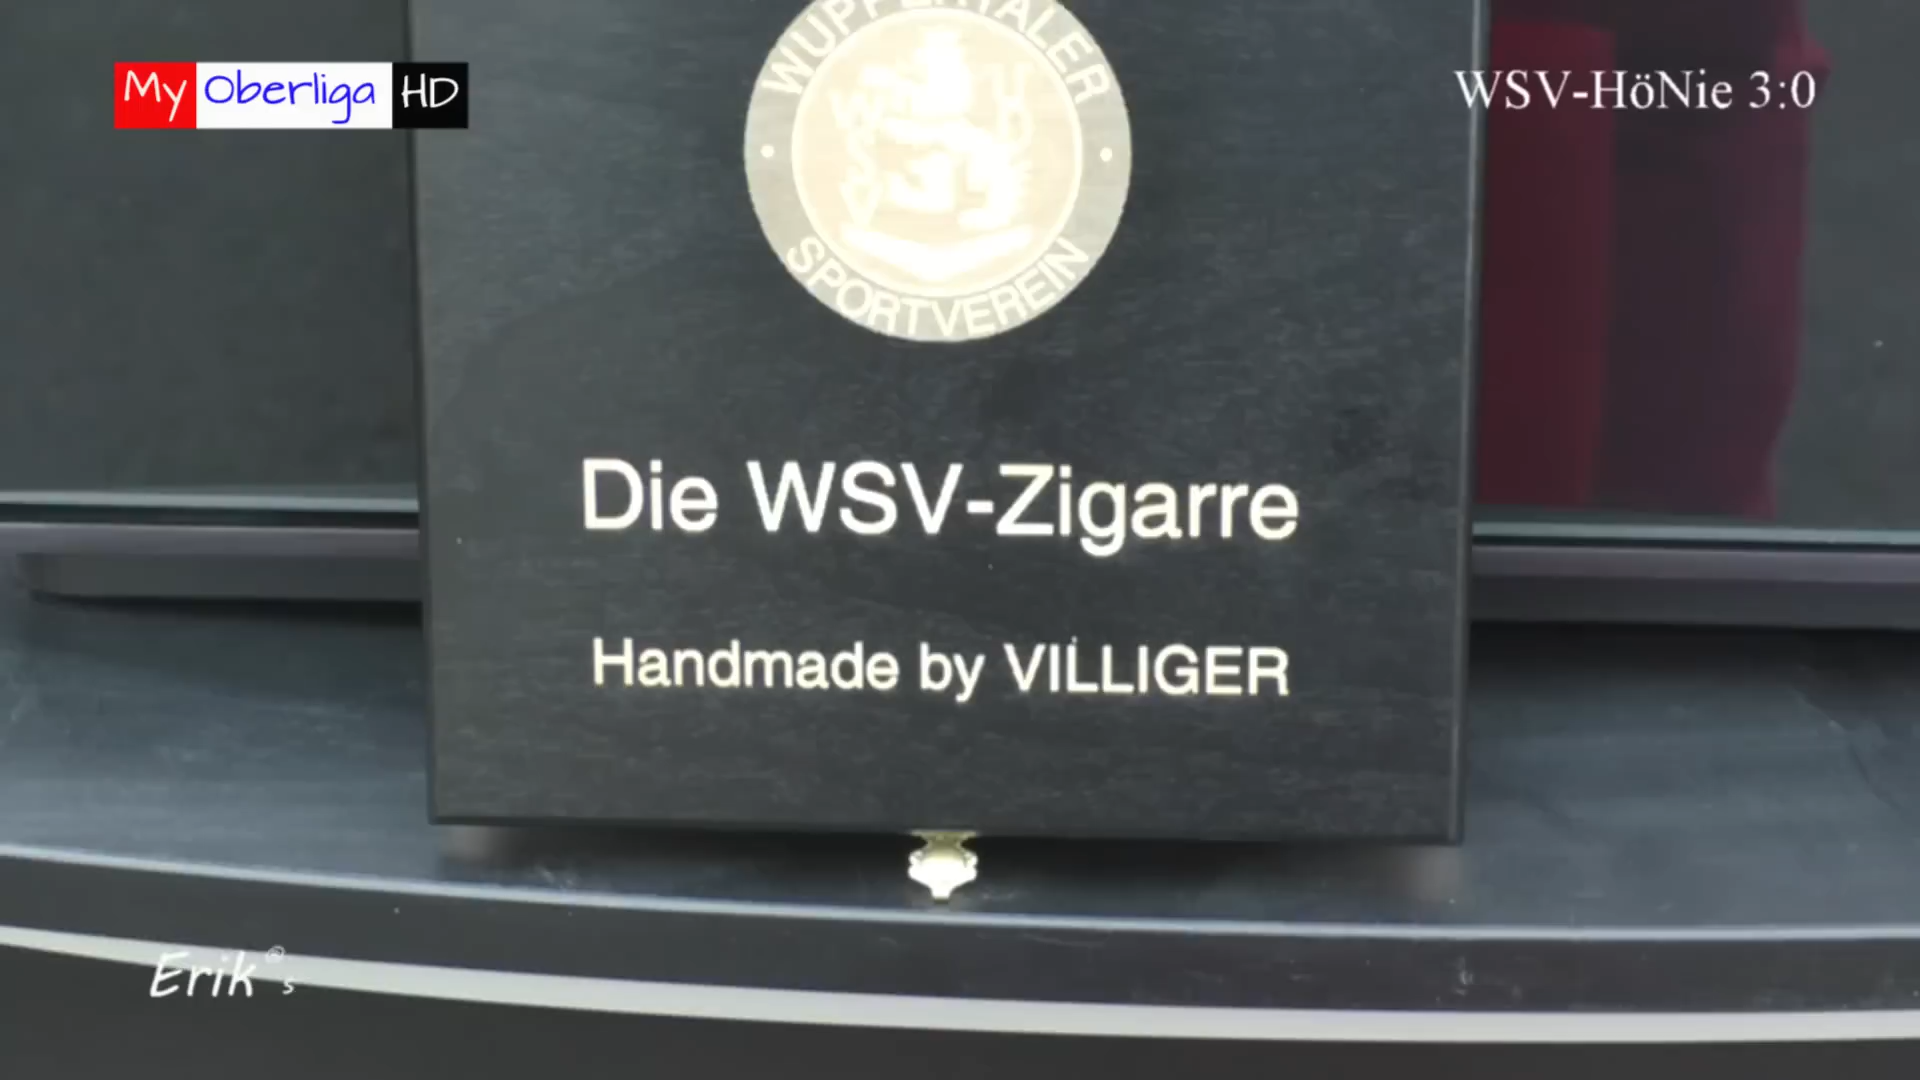 My Oberliga HD
WSV-HöNie 3:0
WUPPERTALER
SPORTVEREIN
Die WSV-Zigarre
Handmade by VILLIGER
Erik@s